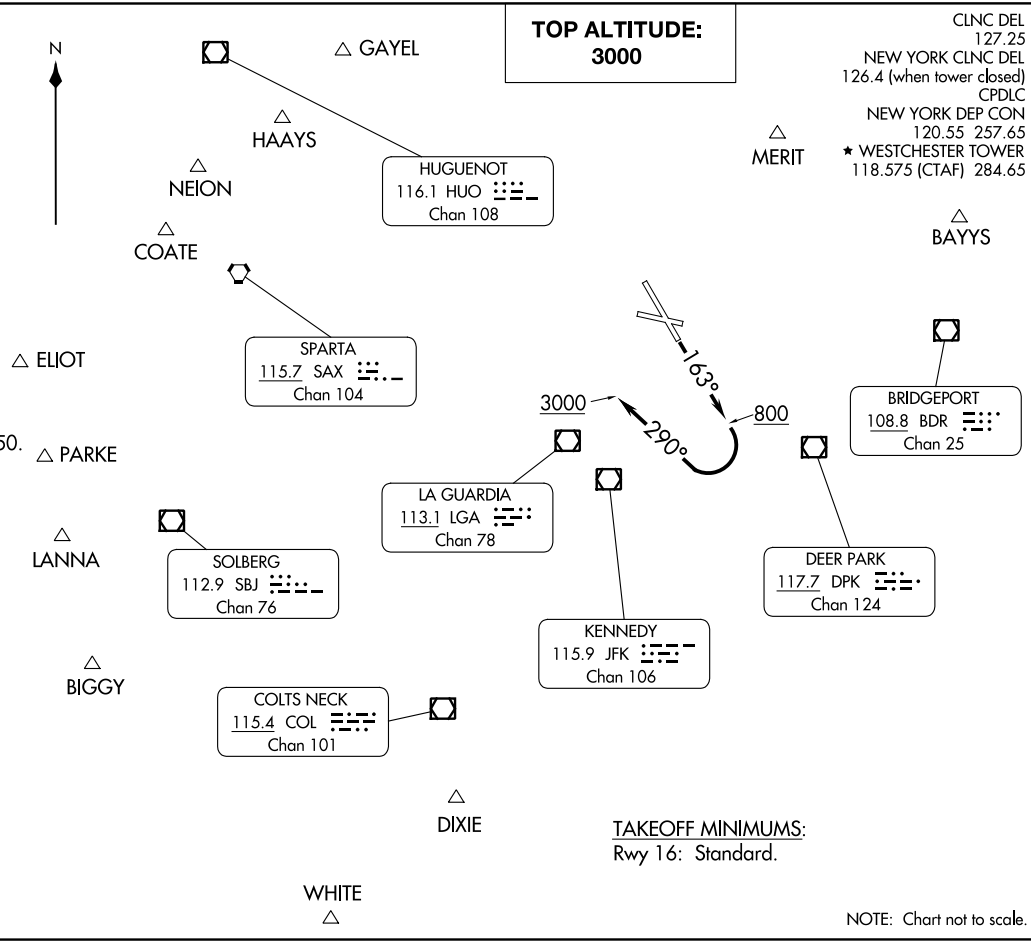 TOP ALTITUDE:
3000
CLNC DEL
127.25
NEW YORK CLNC DEL
126.4 (when tower closed)
CPDLC
NEW YORK DEP CON
120.55 257.65
★ WESTCHESTER TOWER
118.575 (CTAF) 284.65
N
GAYEL
HAAYS
MERIT
NEION
HUGUENOT
116.1 HUO
Chan 108
BAYYS
COATE
SPARTA
115.7 SAX
Chan 104
ELIOT
163°
3000
290°
800
BRIDGEPORT
108.8 BDR
Chan 25
50.
PARKE
LA GUARDIA
113.1 LGA
Chan 78
LANNA
SOLBERG
112.9 SBJ
Chan 76
DEER PARK
117.7 DPK
Chan 124
KENNEDY
115.9 JFK
Chan 106
BIGGY
COLTS NECK
115.4 COL
Chan 101
DIXIE
TAKEOFF MINIMUMS:
Rwy 16: Standard.
WHITE
NOTE: Chart not to scale.